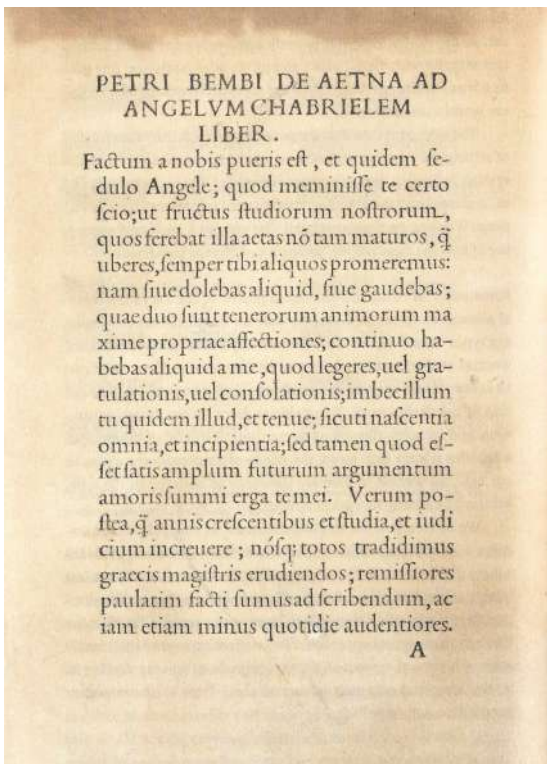 PETRI BEMBI DE AETNA AD
ANGELVM CHABRIELEM
LIBER.
Factum a nobis pueris eſt, et quidem ſe-
dulo Angele; quod meminiſſe te certo
ſcio; ut fructus ſtudiorum noſtrorum,
quos ferebat illa aetas nō tam maturos, q̃
uberes, ſemper tibi aliquos promeremus:
nam ſiue dolebas aliquid, ſiue gaudebas;
quae duo ſunt tenerorum animorum ma
xime propriae affectiones; continuo ha-
bebas aliquid a me, quod legeres, uel gra-
tulationis, uel conſolationis; imbecillum
tu quidem illud, et tenue; ſicuti naſcentia
omnia, et incipientia; ſed tamen quod eſ-
ſet ſatis amplum futurum argumentum
amoris ſummi erga te mei. Verum po-
ſtea, q̃ annis creſcentibus et ſtudia, et iudi
cium increuere; nóſq; totos tradidimus
graecis magiſtris erudiendos; remiſſiores
paulatim facti ſumus ad ſcribendum, ac
iam etiam minus quotidie audentiores.
A